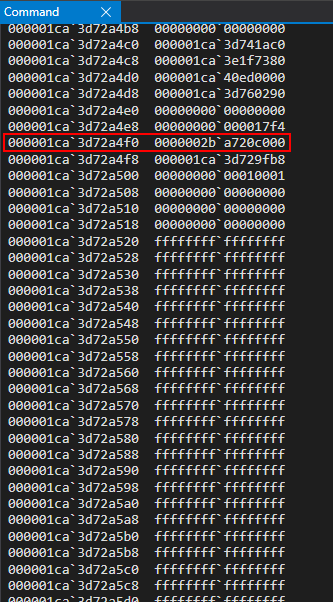 Command X
000001ca`3d72a4b8 00000000`00000000
000001ca`3d72a4c0 000001ca`3d741ac0
000001ca`3d72a4c8 000001ca`3e1f7380
000001ca`3d72a4d0 000001ca`40ed0000
000001ca`3d72a4d8 000001ca`3d760290
000001ca`3d72a4e0 00000000`00000000
000001ca`3d72a4e8 00000000`000017f4
000001ca`3d72a4f0 0000002b`a720c000
000001ca`3d72a4f8 000001ca`3d729fb8
000001ca`3d72a500 00000000`00010001
000001ca`3d72a508 00000000`00000000
000001ca`3d72a510 00000000`00000000
000001ca`3d72a518 00000000`00000000
000001ca`3d72a520 ffffffff`ffffffff
000001ca`3d72a528 ffffffff`ffffffff
000001ca`3d72a530 ffffffff`ffffffff
000001ca`3d72a538 ffffffff`ffffffff
000001ca`3d72a540 ffffffff`ffffffff
000001ca`3d72a548 ffffffff`ffffffff
000001ca`3d72a550 ffffffff`ffffffff
000001ca`3d72a558 ffffffff`ffffffff
000001ca`3d72a560 ffffffff`ffffffff
000001ca`3d72a568 ffffffff`ffffffff
000001ca`3d72a570 ffffffff`ffffffff
000001ca`3d72a578 ffffffff`ffffffff
000001ca`3d72a580 ffffffff`ffffffff
000001ca`3d72a588 ffffffff`ffffffff
000001ca`3d72a590 ffffffff`ffffffff
000001ca`3d72a598 ffffffff`ffffffff
000001ca`3d72a5a0 ffffffff`ffffffff
000001ca`3d72a5a8 ffffffff`ffffffff
000001ca`3d72a5b0 ffffffff`ffffffff
000001ca`3d72a5b8 ffffffff`ffffffff
000001ca`3d72a5c0 ffffffff`ffffffff
000001ca`3d72a5c8 ffffffff`ffffffff
000001ca`3d72a5d0 ffffffff`ffffffff